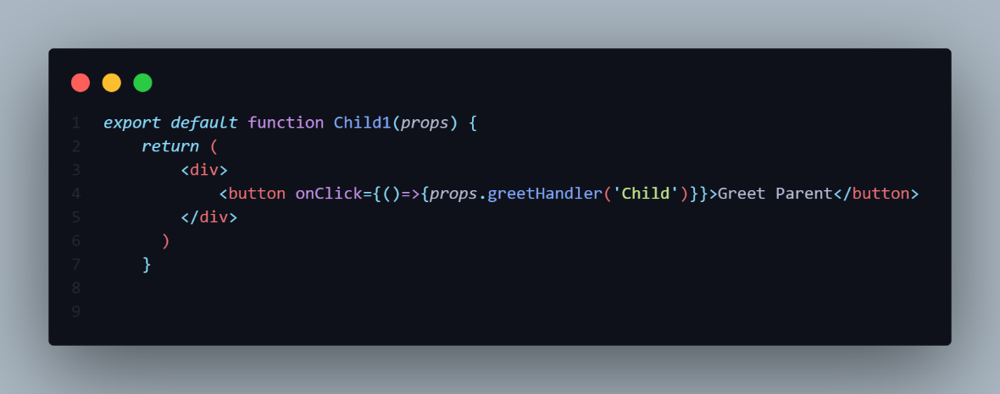 1 export default function Child1(props) {
2 return (
3 <div>
4 <button onClick={()=>{props.greetHandler('Child')}}>Greet Parent</button>
5 </div>
6 )
7 }
8
9